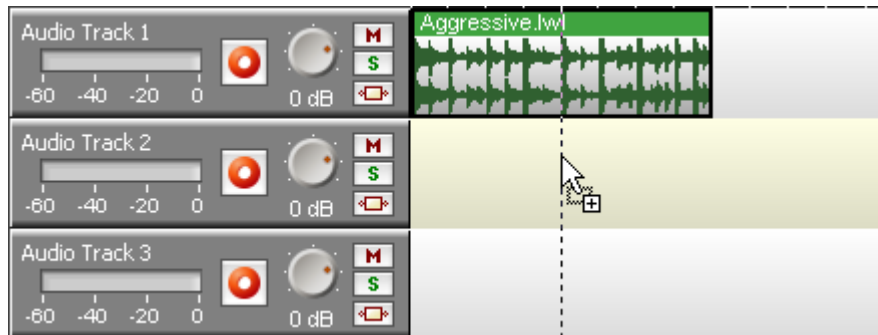 Audio Track 1
M
S
-60 -40 -20 0
0 dB
Aggressive.lwl
Audio Track 2
M
S
-60 -40 -20 0
0 dB
Audio Track 3
M
S
-60 -40 -20 0
0 dB